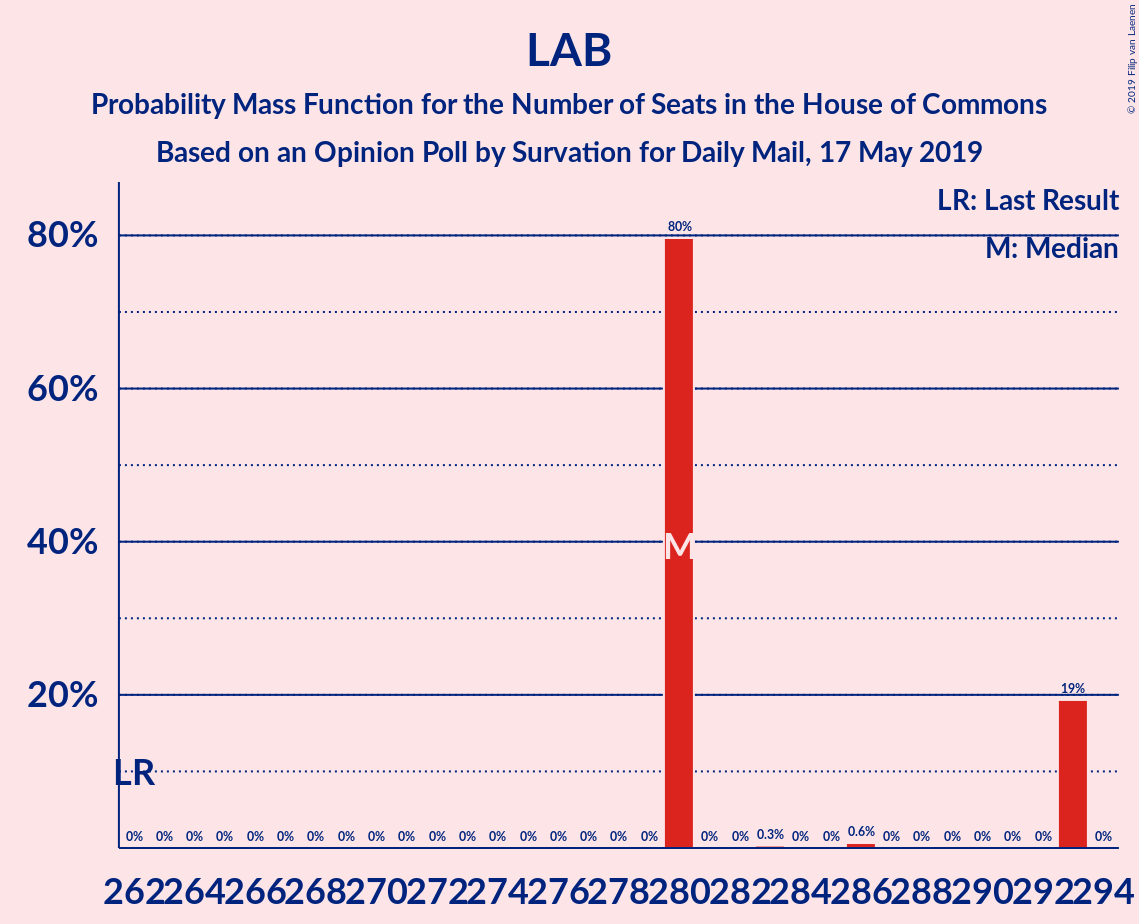 LAB
Probability Mass Function for the Number of Seats in the House of Commons
Based on an Opinion Poll by Survation for Daily Mail, 17 May 2019
© 2019 Filip van Laenen
LR: Last Result
M: Median
80%
60%
40%
20%
80%
M
19%
LR
0% 0% 0% 0% 0% 0% 0% 0% 0% 0% 0% 0% 0% 0% 0% 0% 0% 0% 0% 0% 0.3% 0% 0% 0.6% 0% 0% 0% 0% 0% 0% 0%
262 264 266 268 270 272 274 276 278 280 282 284 286 288 290 292 294